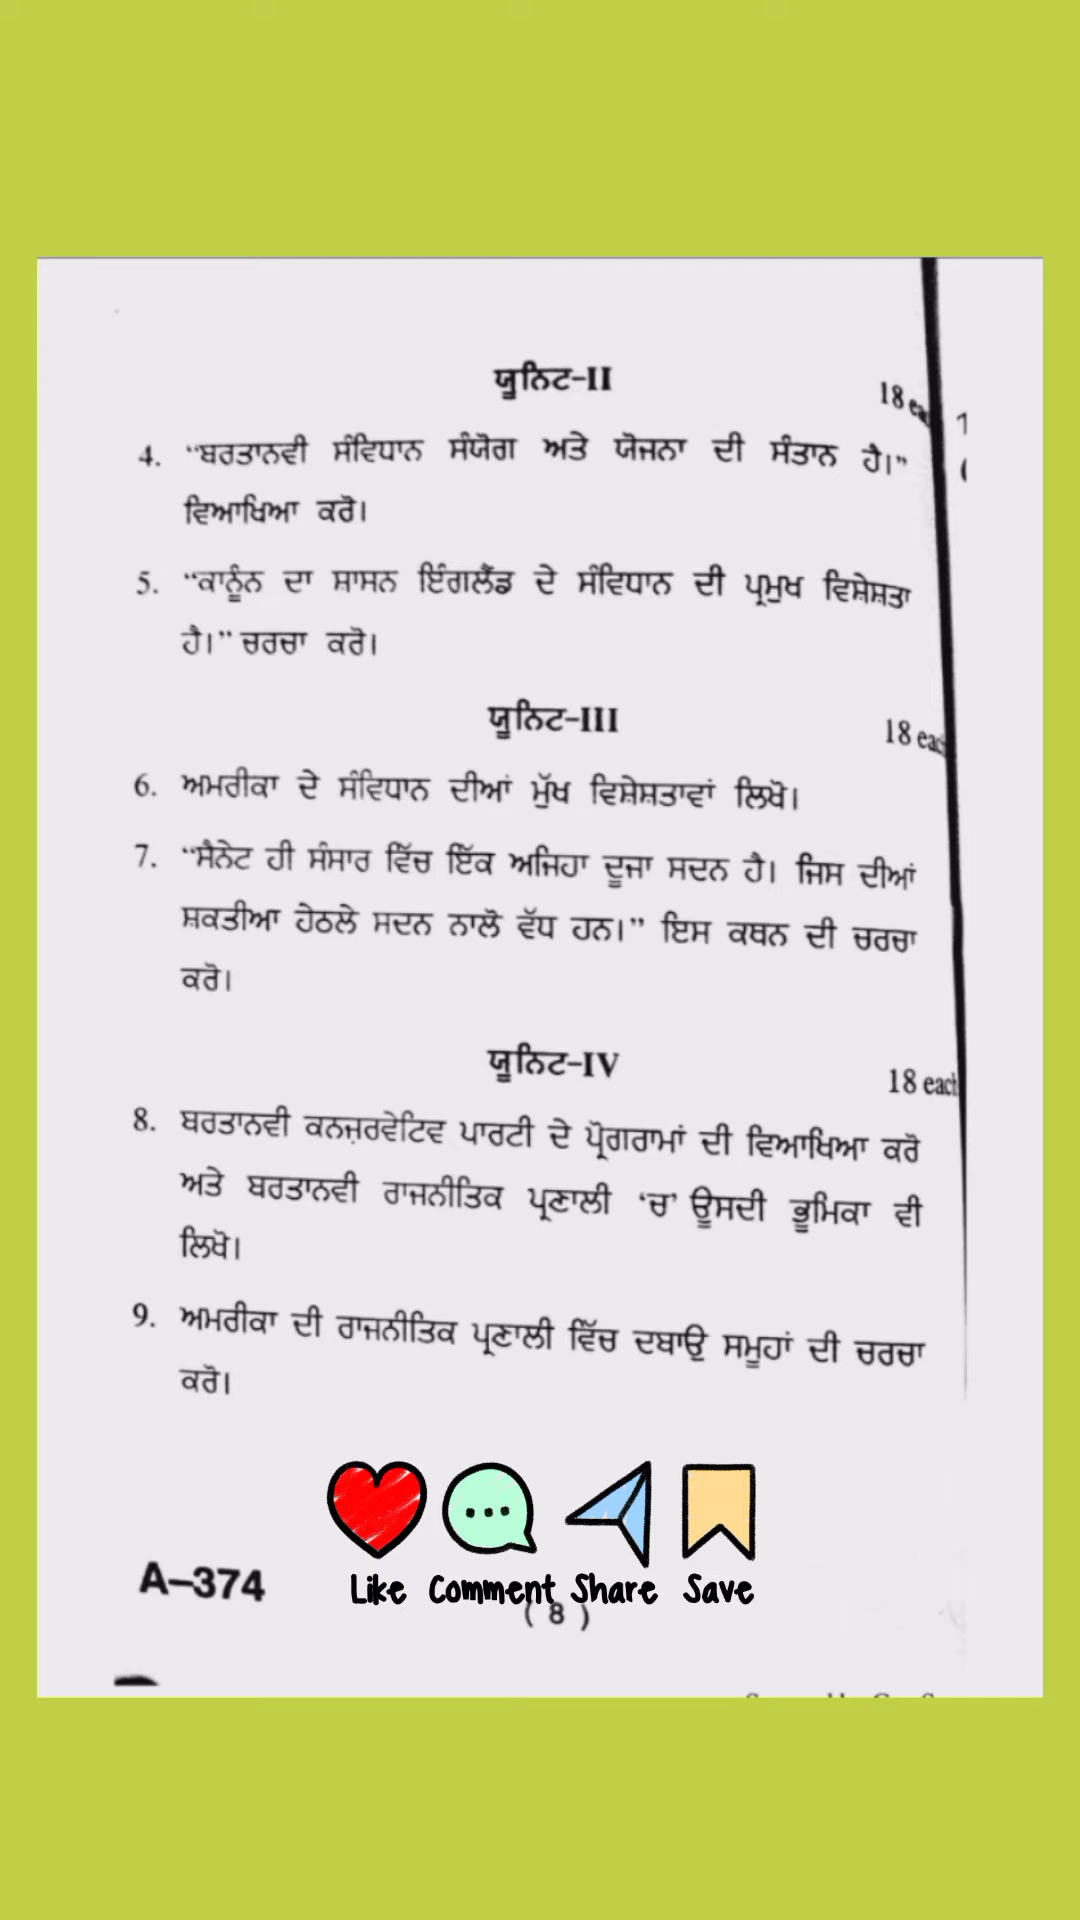 ਯੂਨਿਟ-II
18 each
4. “ਬਰਤਾਨਵੀ ਸੰਵਿਧਾਨ ਸੰਯੋਗ ਅਤੇ ਯੋਜਨਾ ਦੀ ਸੰਤਾਨ ਹੈ।”
ਵਿਆਖਿਆ ਕਰੋ।
5. “ਕਾਨੂੰਨ ਦਾ ਸ਼ਾਸਨ ਇੰਗਲੈਂਡ ਦੇ ਸੰਵਿਧਾਨ ਦੀ ਪ੍ਰਮੁਖ ਵਿਸ਼ੇਸ਼ਤਾ
ਹੈ।” ਚਰਚਾ ਕਰੋ।
ਯੂਨਿਟ-III
18 each
6. ਅਮਰੀਕਾ ਦੇ ਸੰਵਿਧਾਨ ਦੀਆਂ ਮੁੱਖ ਵਿਸ਼ੇਸ਼ਤਾਵਾਂ ਲਿਖੋ।
7. “ਸੈਨੇਟ ਹੀ ਸੰਸਾਰ ਵਿੱਚ ਇੱਕ ਅਜਿਹਾ ਦੂਜਾ ਸਦਨ ਹੈ। ਜਿਸ ਦੀਆਂ
ਸ਼ਕਤੀਆ ਹੇਠਲੇ ਸਦਨ ਨਾਲੋ ਵੱਧ ਹਨ।” ਇਸ ਕਥਨ ਦੀ ਚਰਚਾ
ਕਰੋ।
ਯੂਨਿਟ-IV
18 each
8. ਬਰਤਾਨਵੀ ਕਨਜ਼ਰਵੇਟਿਵ ਪਾਰਟੀ ਦੇ ਪ੍ਰੋਗਰਾਮਾਂ ਦੀ ਵਿਆਖਿਆ ਕਰੋ
ਅਤੇ ਬਰਤਾਨਵੀ ਰਾਜਨੀਤਿਕ ਪ੍ਰਣਾਲੀ ‘ਚ’ ਊਸਦੀ ਭੂਮਿਕਾ ਵੀ
ਲਿਖੋ।
9. ਅਮਰੀਕਾ ਦੀ ਰਾਜਨੀਤਿਕ ਪ੍ਰਣਾਲੀ ਵਿੱਚ ਦਬਾਉ ਸਮੂਹਾਂ ਦੀ ਚਰਚਾ
ਕਰੋ।
Like Comment Share Save
A-374
( 8 )